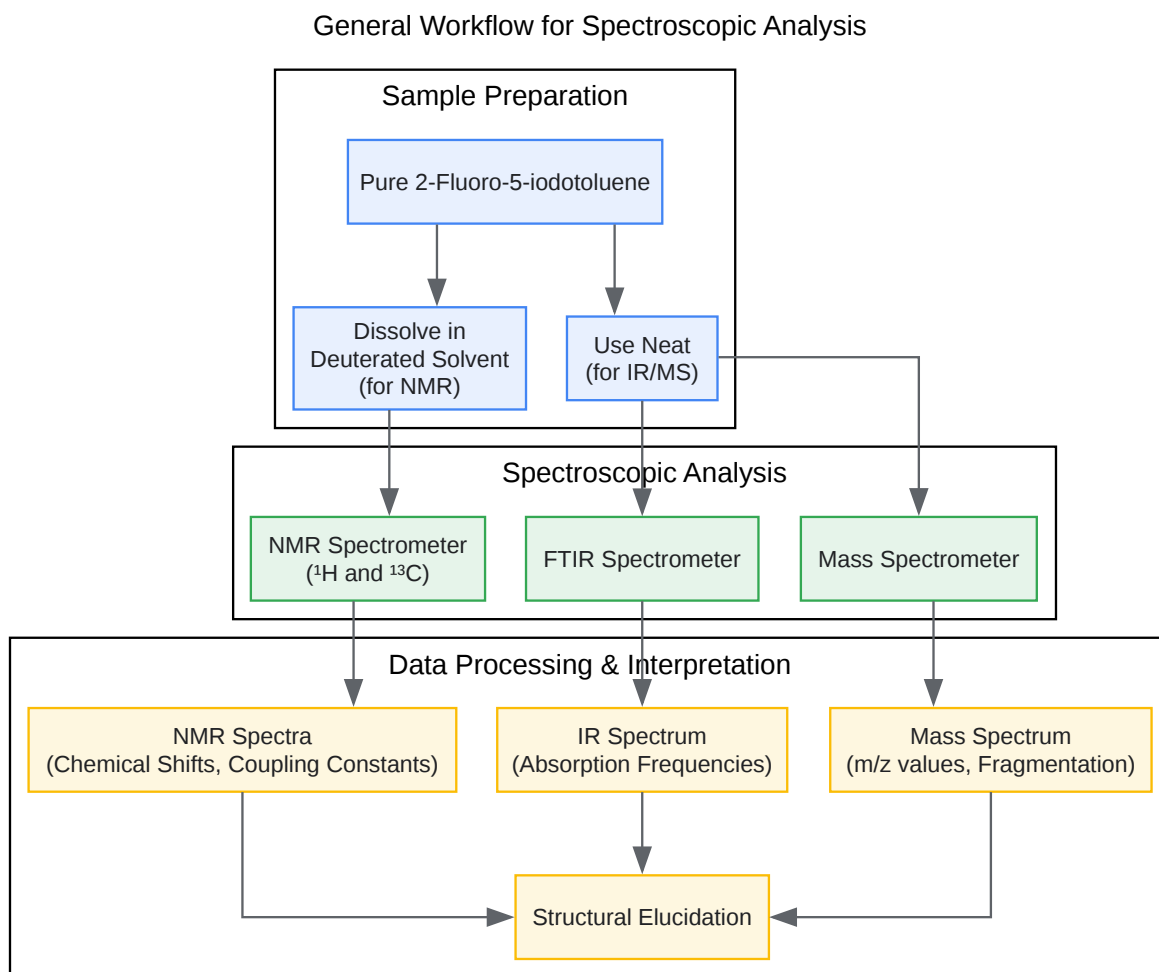 General Workflow for Spectroscopic Analysis
Sample Preparation
Pure 2-Fluoro-5-iodotoluene
Dissolve in
Deuterated Solvent
(for NMR)
Use Neat
(for IR/MS)
Spectroscopic Analysis
NMR Spectrometer
(¹H and ¹³C)
FTIR Spectrometer
Mass Spectrometer
Data Processing & Interpretation
NMR Spectra
(Chemical Shifts, Coupling Constants)
IR Spectrum
(Absorption Frequencies)
Mass Spectrum
(m/z values, Fragmentation)
Structural Elucidation